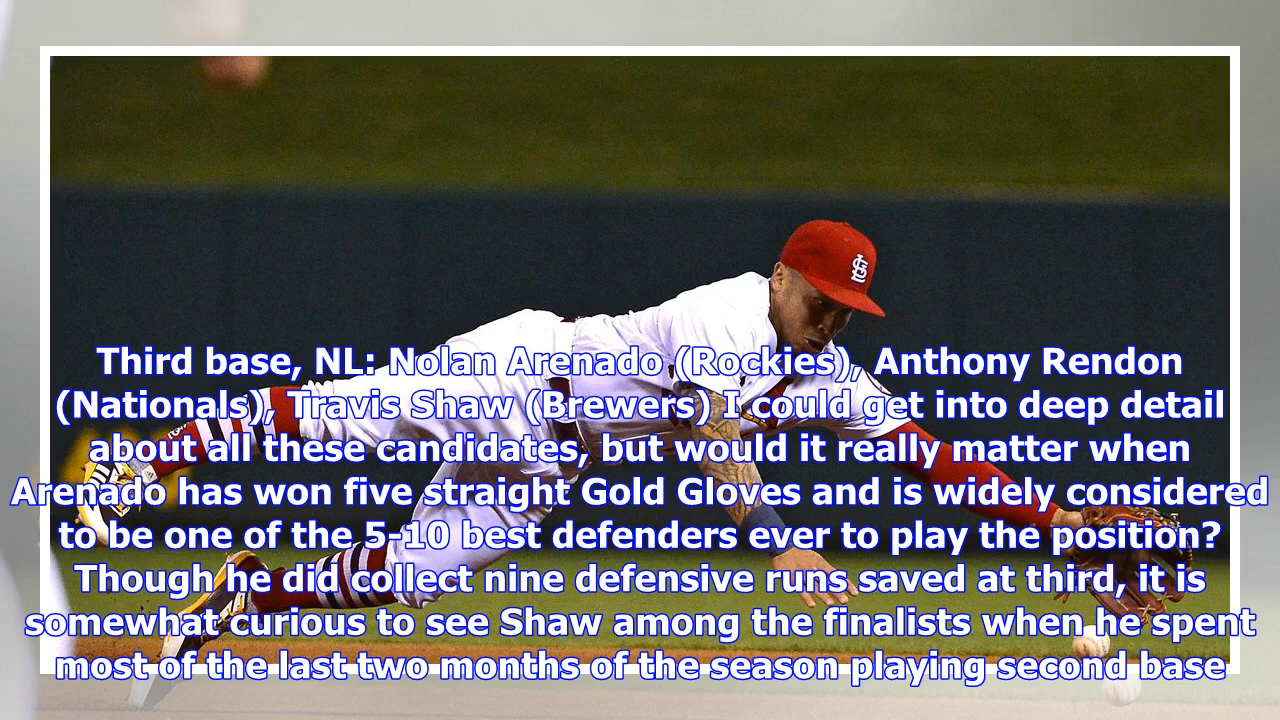 Third base, NL: Nolan Arenado (Rockies), Anthony Rendon
(Nationals), Travis Shaw (Brewers) I could get into deep detail
about all these candidates, but would it really matter when
Arenado has won five straight Gold Gloves and is widely considered
to be one of the 5-10 best defenders ever to play the position?
Though he did collect nine defensive runs saved at third, it is
somewhat curious to see Shaw among the finalists when he spent
most of the last two months of the season playing second base